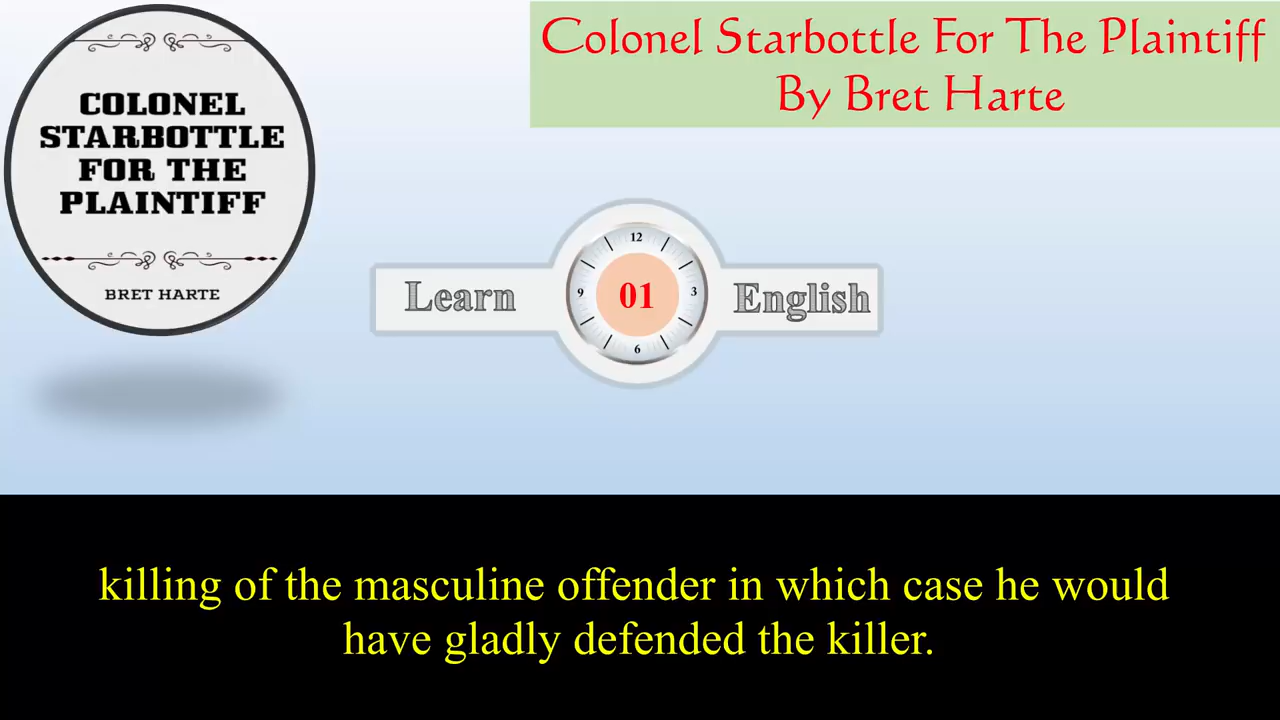 Colonel Starbottle For The Plaintiff
By Bret Harte
COLONEL
STARBOTTLE
FOR THE
PLAINTIFF
BRET HARTE
Learn
12
9
01
3
6
English
killing of the masculine offender in which case he would
have gladly defended the killer.